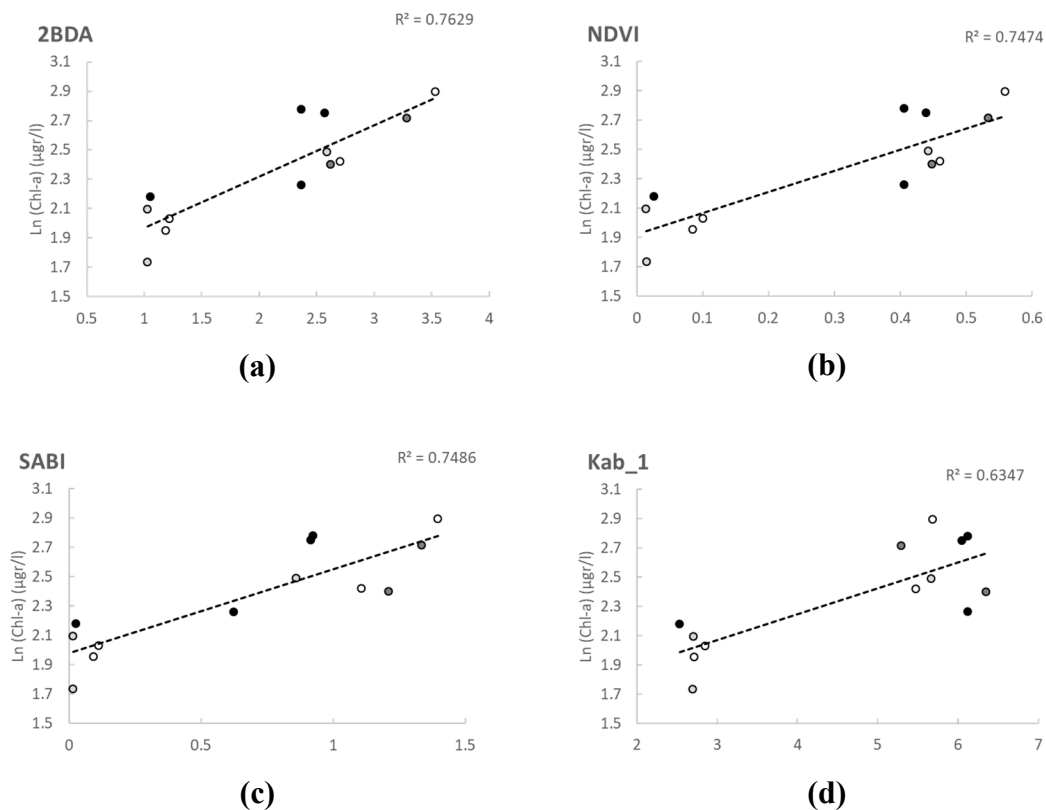 2BDA
R² = 0.7629
Ln (Chl-a) (µgr/l)
3.1
2.9
2.7
2.5
2.3
2.1
1.9
1.7
1.5
0.5 1 1.5 2 2.5 3 3.5 4
(a)
NDVI
R² = 0.7474
Ln (Chl-a) (µgr/l)
3.1
2.9
2.7
2.5
2.3
2.1
1.9
1.7
1.5
0 0.1 0.2 0.3 0.4 0.5 0.6
(b)
SABI
R² = 0.7486
Ln (Chl-a) (µgr/l)
3.1
2.9
2.7
2.5
2.3
2.1
1.9
1.7
1.5
0 0.5 1 1.5
(c)
Kab_1
R² = 0.6347
Ln (Chl-a) (µgr/l)
3.1
2.9
2.7
2.5
2.3
2.1
1.9
1.7
1.5
2 3 4 5 6 7
(d)